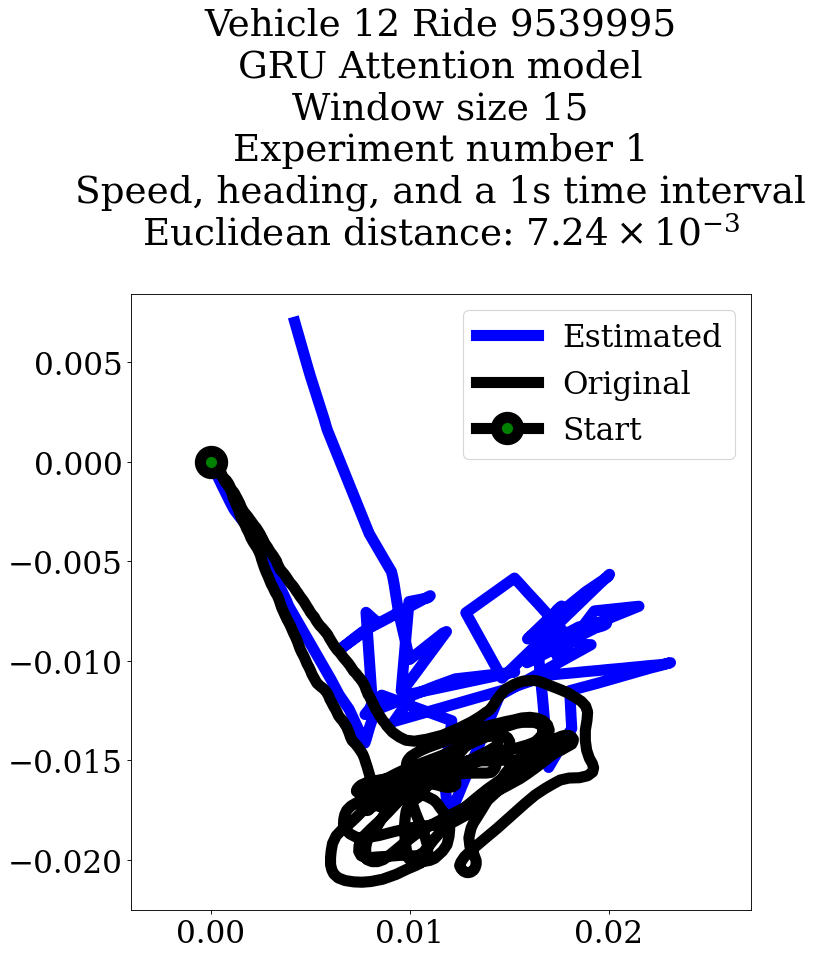 Vehicle 12 Ride 9539995
GRU Attention model
Window size 15
Experiment number 1
Speed, heading, and a 1s time interval
Euclidean distance: 7.24 × 10⁻³
Estimated
Original
Start
0.005
0.000
−0.005
−0.010
−0.015
−0.020
0.00 0.01 0.02